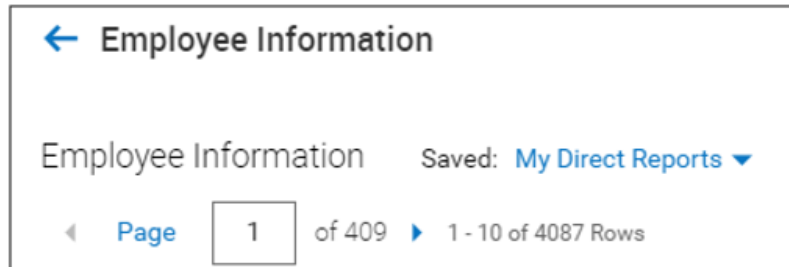 Employee Information
Employee Information Saved: My Direct Reports
Page 1 of 409 1 - 10 of 4087 Rows